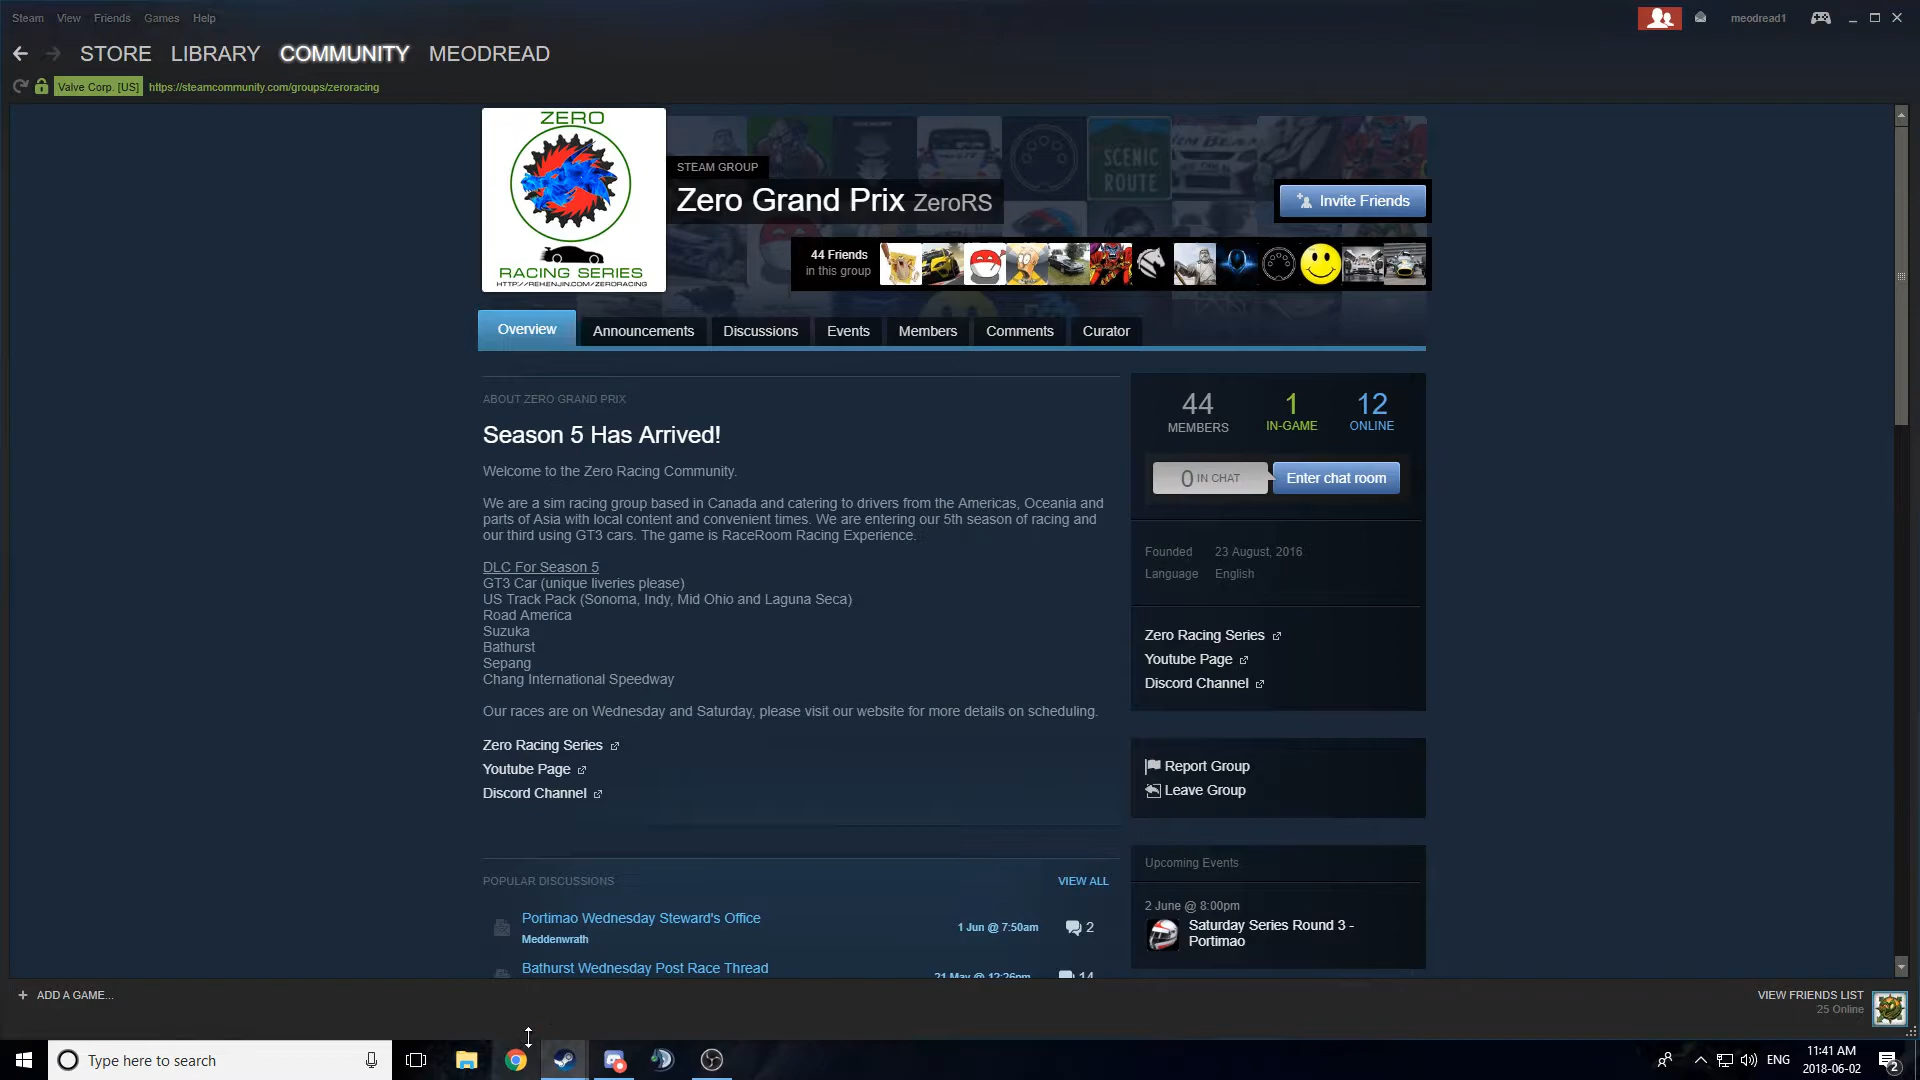 Steam View Friends Games Help
meodread1
STORE LIBRARY COMMUNITY MEODREAD
Valve Corp. [US] https://steamcommunity.com/groups/zeroracing
ZERO
RACING SERIES
HTTP://REHENJIN.COM/ZERORACING
SCENIC
ROUTE
STEAM GROUP
Zero Grand Prix ZeroRS
Invite Friends
44 Friends
in this group
Overview Announcements Discussions Events Members Comments Curator
ABOUT ZERO GRAND PRIX
Season 5 Has Arrived!
Welcome to the Zero Racing Community.
We are a sim racing group based in Canada and catering to drivers from the Americas, Oceania and
parts of Asia with local content and convenient times. We are entering our 5th season of racing and
our third using GT3 cars. The game is RaceRoom Racing Experience.
DLC For Season 5
GT3 Car (unique liveries please)
US Track Pack (Sonoma, Indy, Mid Ohio and Laguna Seca)
Road America
Suzuka
Bathurst
Sepang
Chang International Speedway
Our races are on Wednesday and Saturday, please visit our website for more details on scheduling.
Zero Racing Series
Youtube Page
Discord Channel
44 1 12
MEMBERS IN-GAME ONLINE
0 IN CHAT Enter chat room
Founded 23 August, 2016
Language English
Zero Racing Series
Youtube Page
Discord Channel
Report Group
Leave Group
Upcoming Events
2 June @ 8:00pm
Saturday Series Round 3 -
Portimao
POPULAR DISCUSSIONS VIEW ALL
Portimao Wednesday Steward's Office
Meddenwrath
1 Jun @ 7:50am 2
Bathurst Wednesday Post Race Thread
21 May @ 12:26pm 14
+ ADD A GAME...
VIEW FRIENDS LIST
25 Online
Type here to search
ENG
11:41 AM
2018-06-02
2